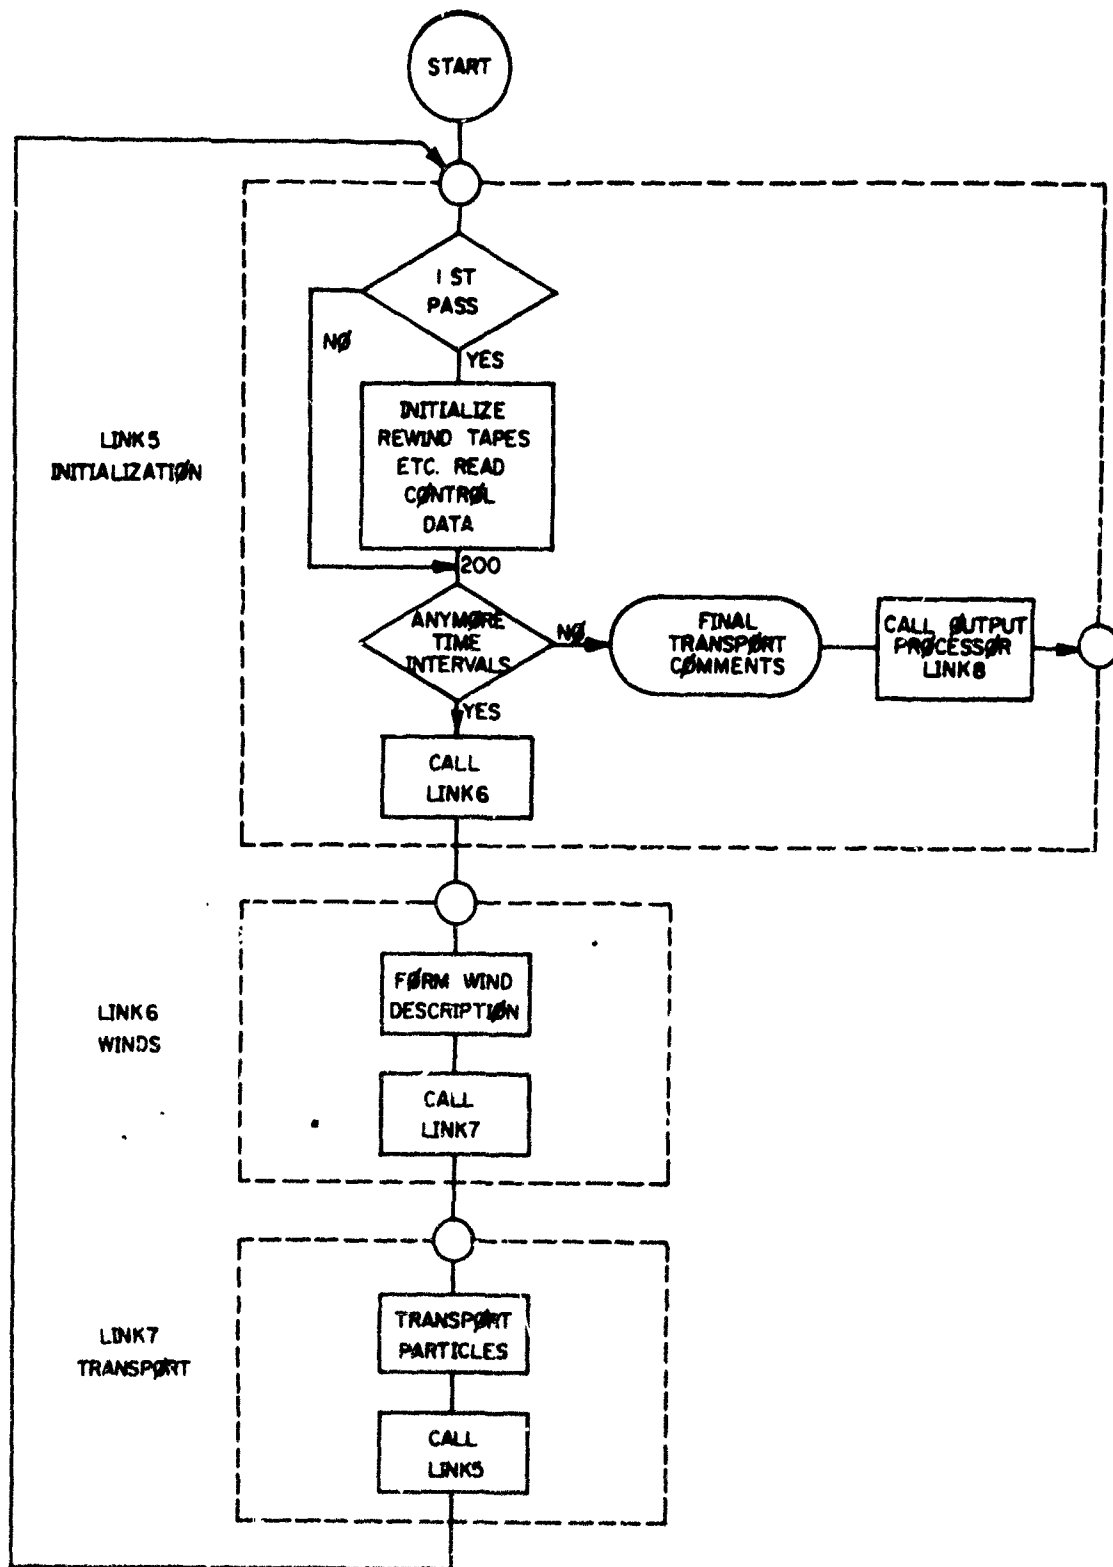 START
1 ST
PASS
NØ
YES
INITIALIZE
REWIND TAPES
ETC. READ
CØNTRØL
DATA
LINK5
INITIALIZATIØN
200
ANYMØRE
TIME
INTERVALS
NØ
FINAL
TRANSPØRT
CØMMENTS
CALL ØUTPUT
PRØCESSØR
LINK8
YES
CALL
LINK6
LINK6
WINDS
FØRM WIND
DESCRIPTIØN
CALL
LINK7
LINK7
TRANSPØRT
TRANSPØRT
PARTICLES
CALL
LINK5